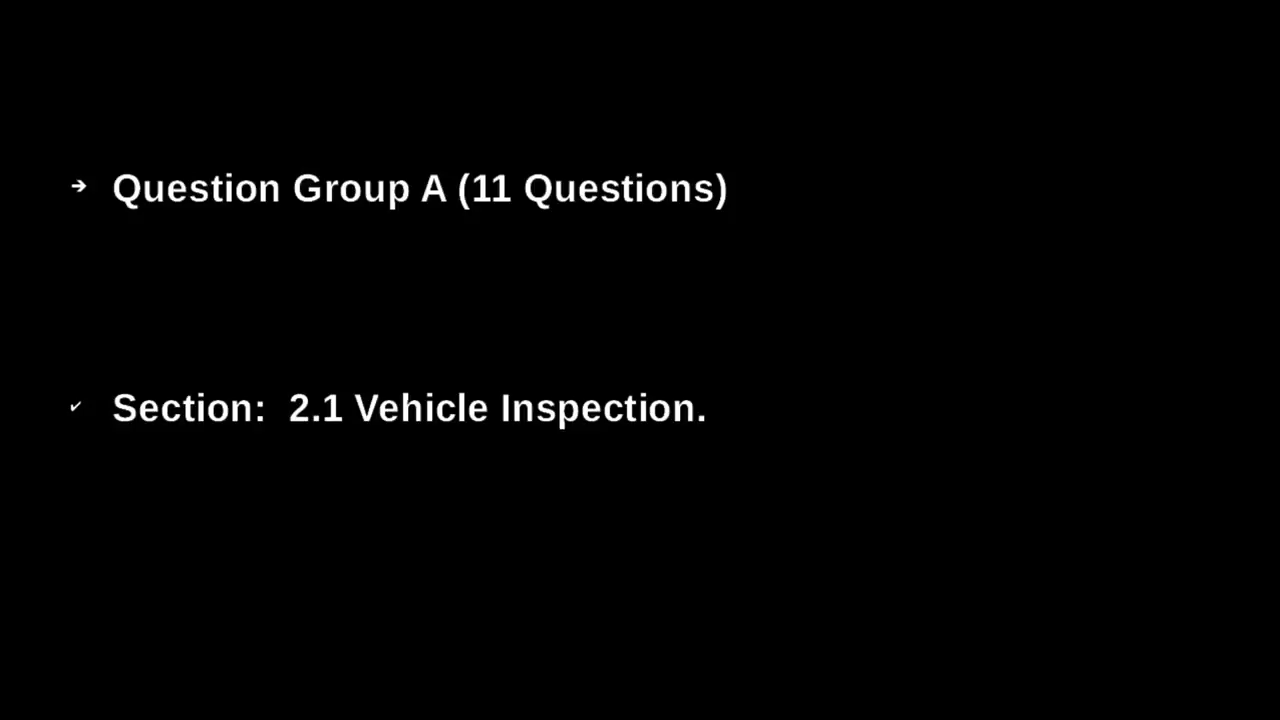 ➔ Question Group A (11 Questions)
✔ Section:  2.1 Vehicle Inspection.